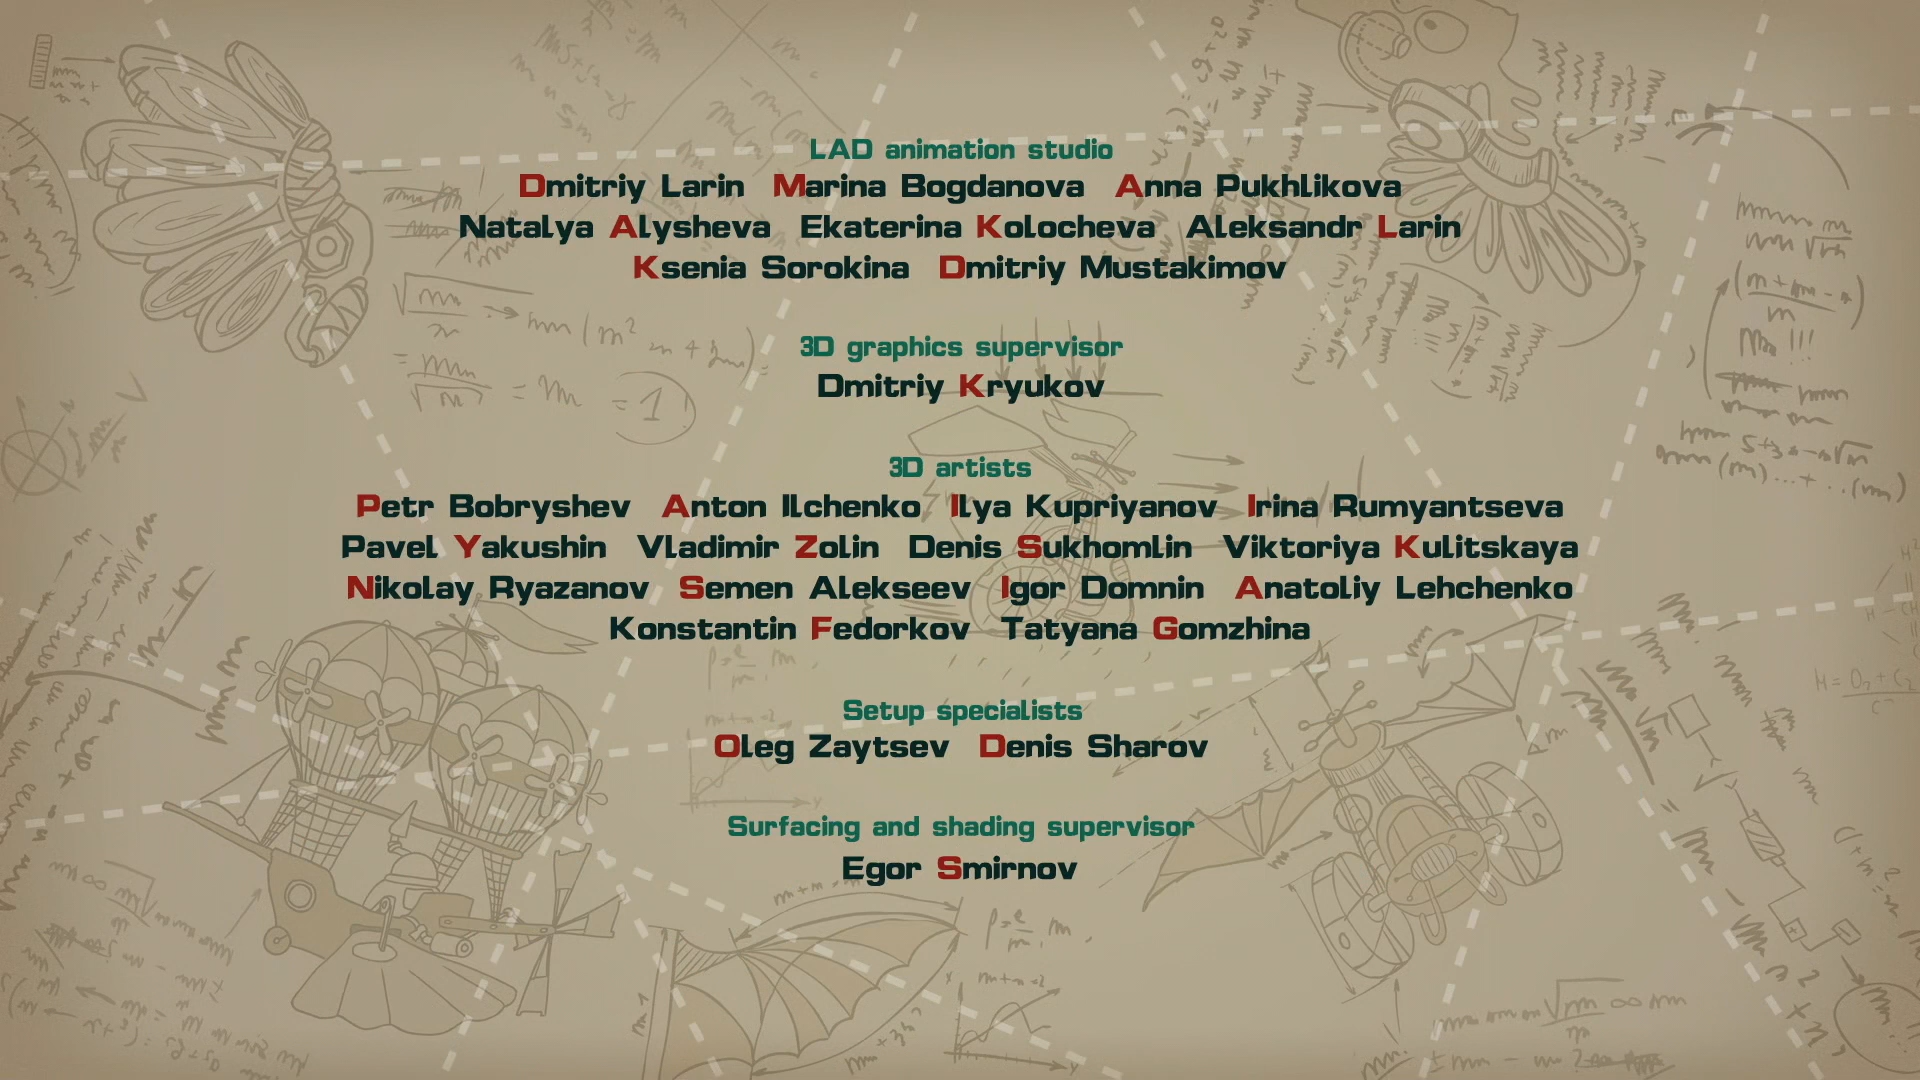 LAD animation studio
Dmitriy Larin Marina Bogdanova Anna Pukhlikova
Natalya Alysheva Ekaterina Kolocheva Aleksandr Larin
Ksenia Sorokina Dmitriy Mustakimov
3D graphics supervisor
Dmitriy Kryukov
3D artists
Petr Bobryshev Anton Ilchenko Ilya Kupriyanov Irina Rumyantseva
Pavel Yakushin Vladimir Zolin Denis Sukhomlin Viktoriya Kulitskaya
Nikolay Ryazanov Semen Alekseev Igor Domnin Anatoliy Lehchenko
Konstantin Fedorkov Tatyana Gomzhina
Setup specialists
Oleg Zaytsev Denis Sharov
Surfacing and shading supervisor
Egor Smirnov